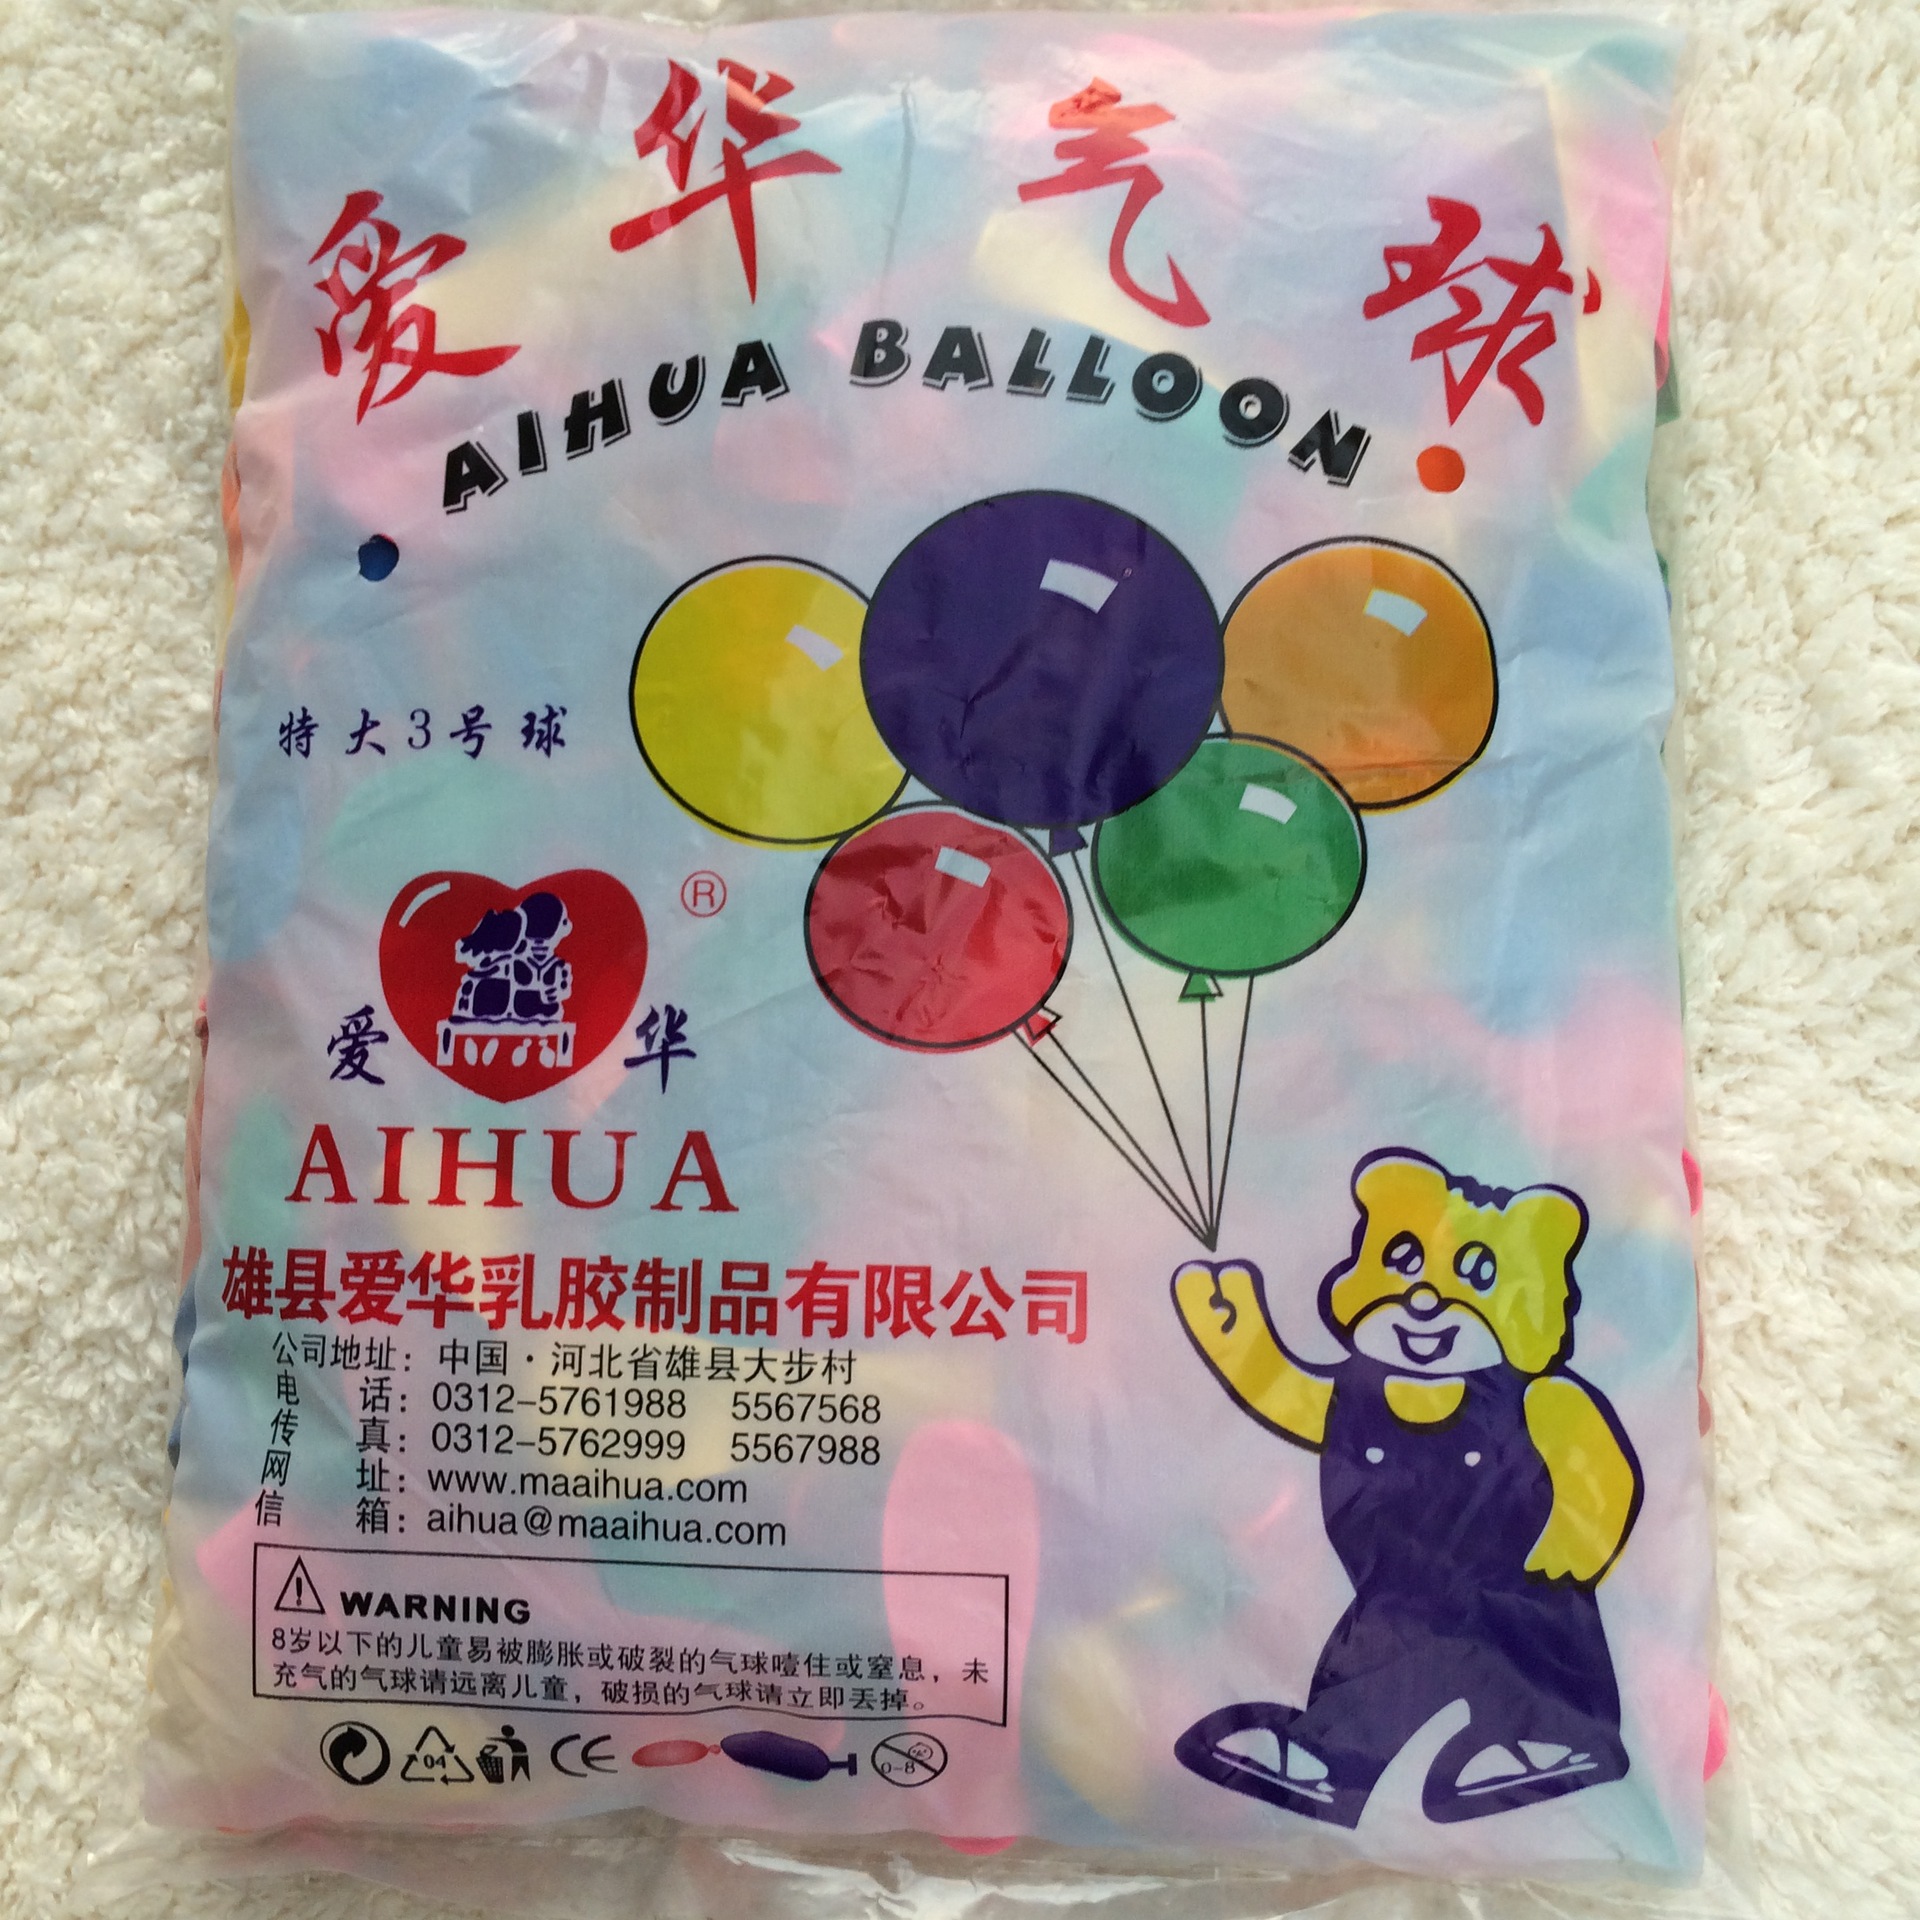 爱华气球
AIHUA BALLOON
特大3号球
®
爱华
AIHUA
雄县爱华乳胶制品有限公司
公司地址：中国·河北省雄县大步村
电话：0312-5761988 5567568
传真：0312-5762999 5567988
网址：www.maaihua.com
信箱：aihua@maaihua.com
WARNING
8岁以下的儿童易被膨胀或破裂的气球噎住或窒息，未
充气的气球请远离儿童，破损的气球请立即丢掉。
04 CE 0-8